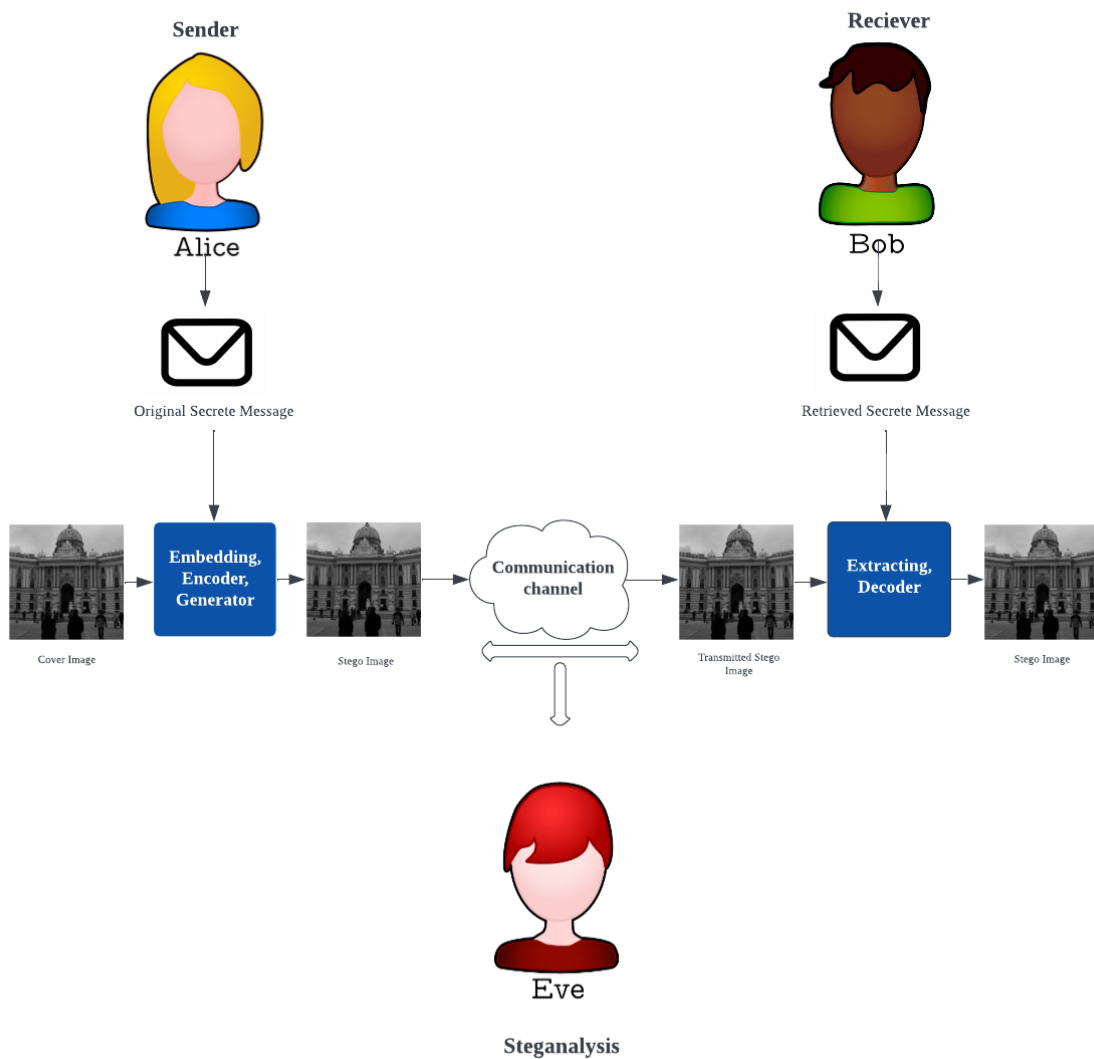 Sender
Reciever
Alice
Bob
Original Secrete Message
Retrieved Secrete Message
Embedding,
Encoder,
Generator
Communication
channel
Extracting,
Decoder
Cover Image
Stego Image
Transmitted Stego
Image
Stego Image
Eve
Steganalysis